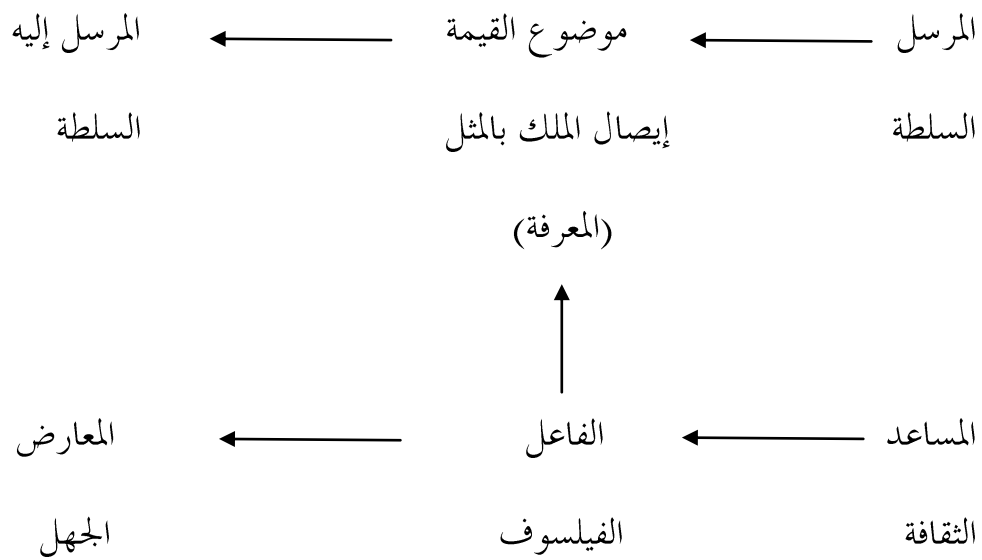 المرسل موضوع القيمة المرسل إليه
السلطة إيصال الملك بالمثل السلطة
(المعرفة)
المساعد الفاعل المعارض
الثقافة الفيلسوف الجهل